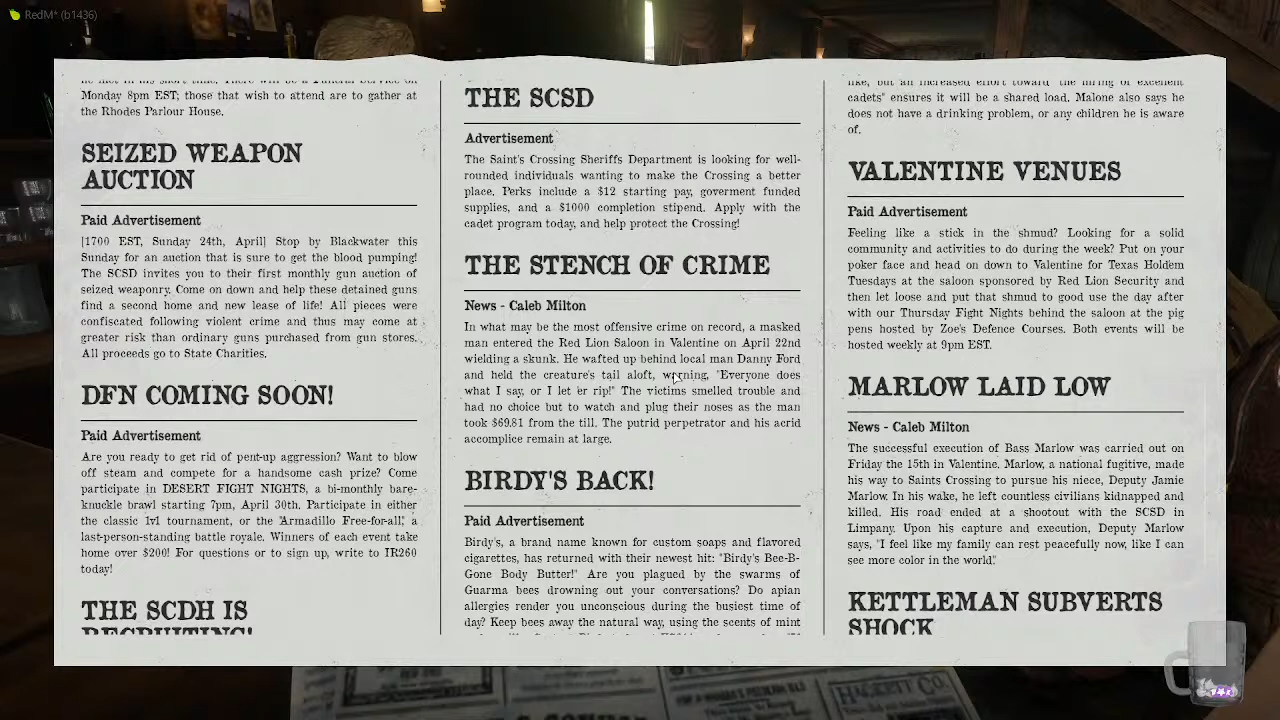 RedM* (b1436)
Monday 8pm EST; those that wish to attend are to gather at
the Rhodes Parlour House.
SEIZED WEAPON
AUCTION
Paid Advertisement
[1700 EST, Sunday 24th, April] Stop by Blackwater this
Sunday for an auction that is sure to get the blood pumping!
The SCSD invites you to their first monthly gun auction of
seized weaponry. Come on down and help these detained guns
find a second home and new lease of life! All pieces were
confiscated following violent crime and thus may come at
greater risk than ordinary guns purchased from gun stores.
All proceeds go to State Charities.
DFN COMING SOON!
Paid Advertisement
Are you ready to get rid of pent-up aggression? Want to blow
off steam and compete for a handsome cash prize? Come
participate in DESERT FIGHT NIGHTS, a bi-monthly bare-
knuckle brawl starting 7pm, April 30th. Participate in either
the classic 1v1 tournament, or the "Armadillo Free-for-all," a
last-person-standing battle royale. Winners of each event take
home over $200! For questions or to sign up, write to IR260
today!
THE SCDH IS
RECRUITING!
THE SCSD
Advertisement
The Saint's Crossing Sheriffs Department is looking for well-
rounded individuals wanting to make the Crossing a better
place. Perks include a $12 starting pay, goverment funded
supplies, and a $1000 completion stipend. Apply with the
cadet program today, and help protect the Crossing!
THE STENCH OF CRIME
News - Caleb Milton
In what may be the most offensive crime on record, a masked
man entered the Red Lion Saloon in Valentine on April 22nd
wielding a skunk. He wafted up behind local man Danny Ford
and held the creature's tail aloft, warning, "Everyone does
what I say, or I let 'er rip!" The victims smelled trouble and
had no choice but to watch and plug their noses as the man
took $69.81 from the till. The putrid perpetrator and his acrid
accomplice remain at large.
BIRDY'S BACK!
Paid Advertisement
Birdy's, a brand name known for custom soaps and flavored
cigarettes, has returned with their newest hit: "Birdy's Bee-B-
Gone Body Butter!" Are you plagued by the swarms of
Guarma bees drowning out your conversations? Do apian
allergies render you unconscious during the busiest time of
day? Keep bees away the natural way, using the scents of mint
like, but an increased effort toward "the hiring of excellent
cadets" ensures it will be a shared load. Malone also says he
does not have a drinking problem, or any children he is aware
of.
VALENTINE VENUES
Paid Advertisement
Feeling like a stick in the shmud? Looking for a solid
community and activities to do during the week? Put on your
poker face and head on down to Valentine for Texas Hold'em
Tuesdays at the saloon sponsored by Red Lion Security and
then let loose and put that shmud to good use the day after
with our Thursday Fight Nights behind the saloon at the pig
pens hosted by Zoe's Defence Courses. Both events will be
hosted weekly at 9pm EST.
MARLOW LAID LOW
News - Caleb Milton
The successful execution of Bass Marlow was carried out on
Friday the 15th in Valentine. Marlow, a national fugitive, made
his way to Saints Crossing to pursue his niece, Deputy Jamie
Marlow. In his wake, he left countless civilians kidnapped and
killed. His road ended at a shootout with the SCSD in
Limpany. Upon his capture and execution, Deputy Marlow
says, "I feel like my family can rest peacefully now, like I can
see more color in the world."
KETTLEMAN SUBVERTS
SHOCK
HAGETT CO.